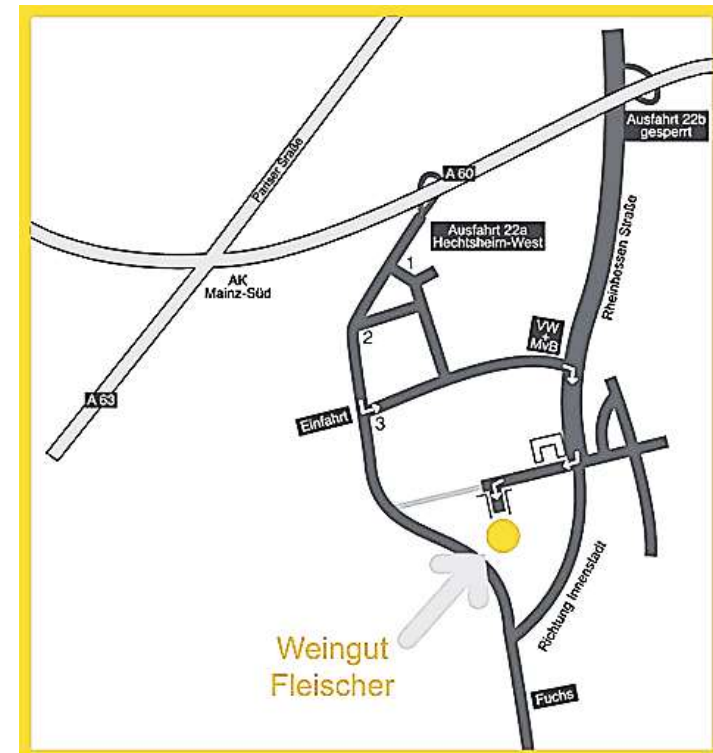 Ausfahrt 22b
gesperrt
Pariser Sraße
A 60
Ausfahrt 22a
Hechtsheim-West
Rheinhessen Straße
1
AK
Mainz-Süd
VW
+
MvB
2
A 63
Einfahrt
3
Richtung Innenstadt
Weingut
Fleischer
Fuchs